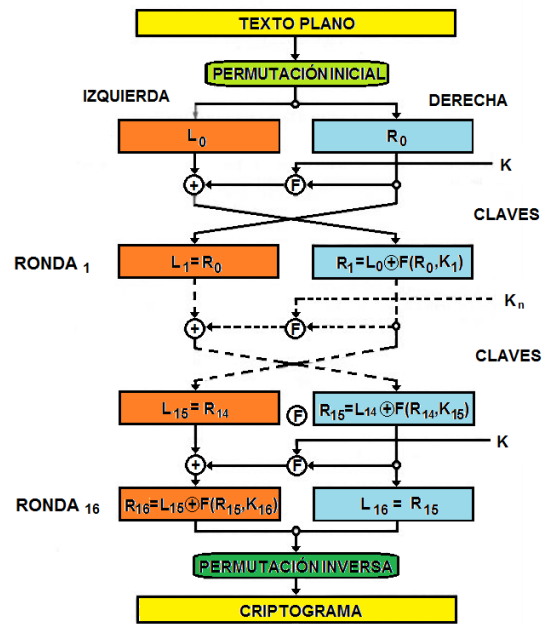 TEXTO PLANO
PERMUTACIÓN INICIAL
IZQUIERDA
DERECHA
L₀
R₀
K
+
F
CLAVES
RONDA ₁
L₁=R₀
R₁=L₀⊕F(R₀,K₁)
Kₙ
+
F
CLAVES
L₁₅=R₁₄
F
R₁₅=L₁₄⊕F(R₁₄,K₁₅)
K
+
F
RONDA ₁₆
R₁₆=L₁₅⊕F(R₁₅,K₁₆)
L₁₆ = R₁₅
PERMUTACIÓN INVERSA
CRIPTOGRAMA